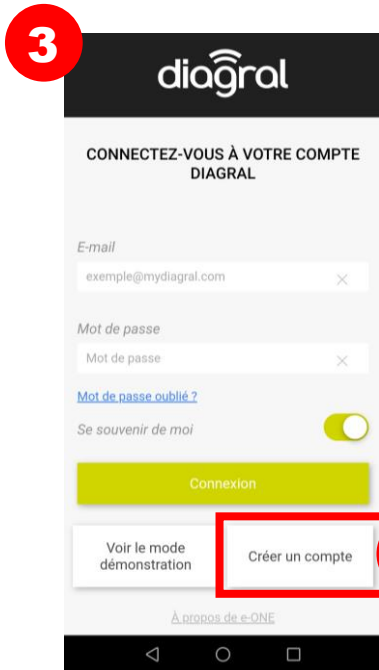 3
diagral
CONNECTEZ-VOUS À VOTRE COMPTE
DIAGRAL
E-mail
exemple@mydiagral.com
Mot de passe
Mot de passe
Mot de passe oublié ?
Se souvenir de moi
Connexion
Voir le mode
démonstration
Créer un compte
À propos de e-ONE